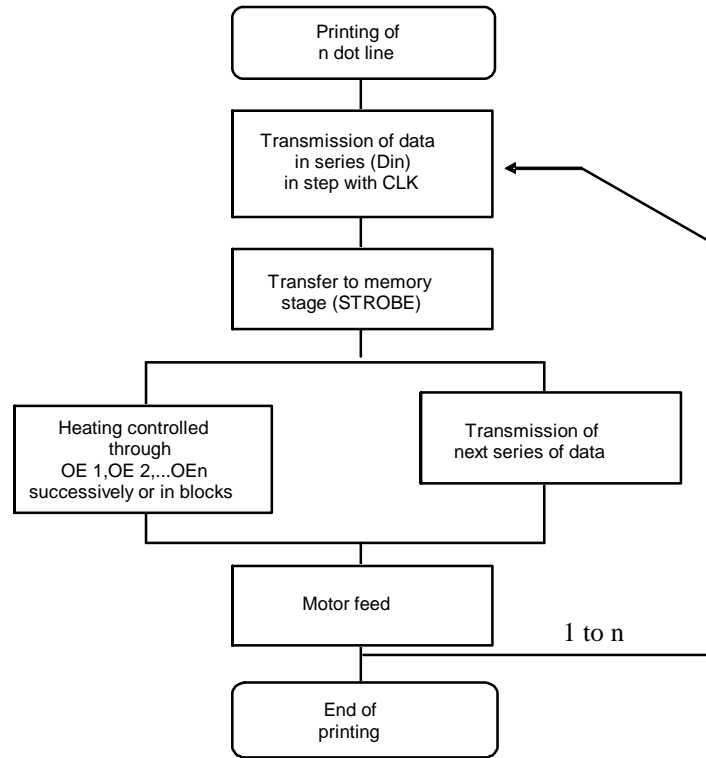 Printing of
n dot line
Transmission of data
in series (Din)
in step with CLK
Transfer to memory
stage (STROBE)
Heating controlled
through
OE 1,OE 2,...OEn
successively or in blocks
Transmission of
next series of data
Motor feed
1 to n
End of
printing